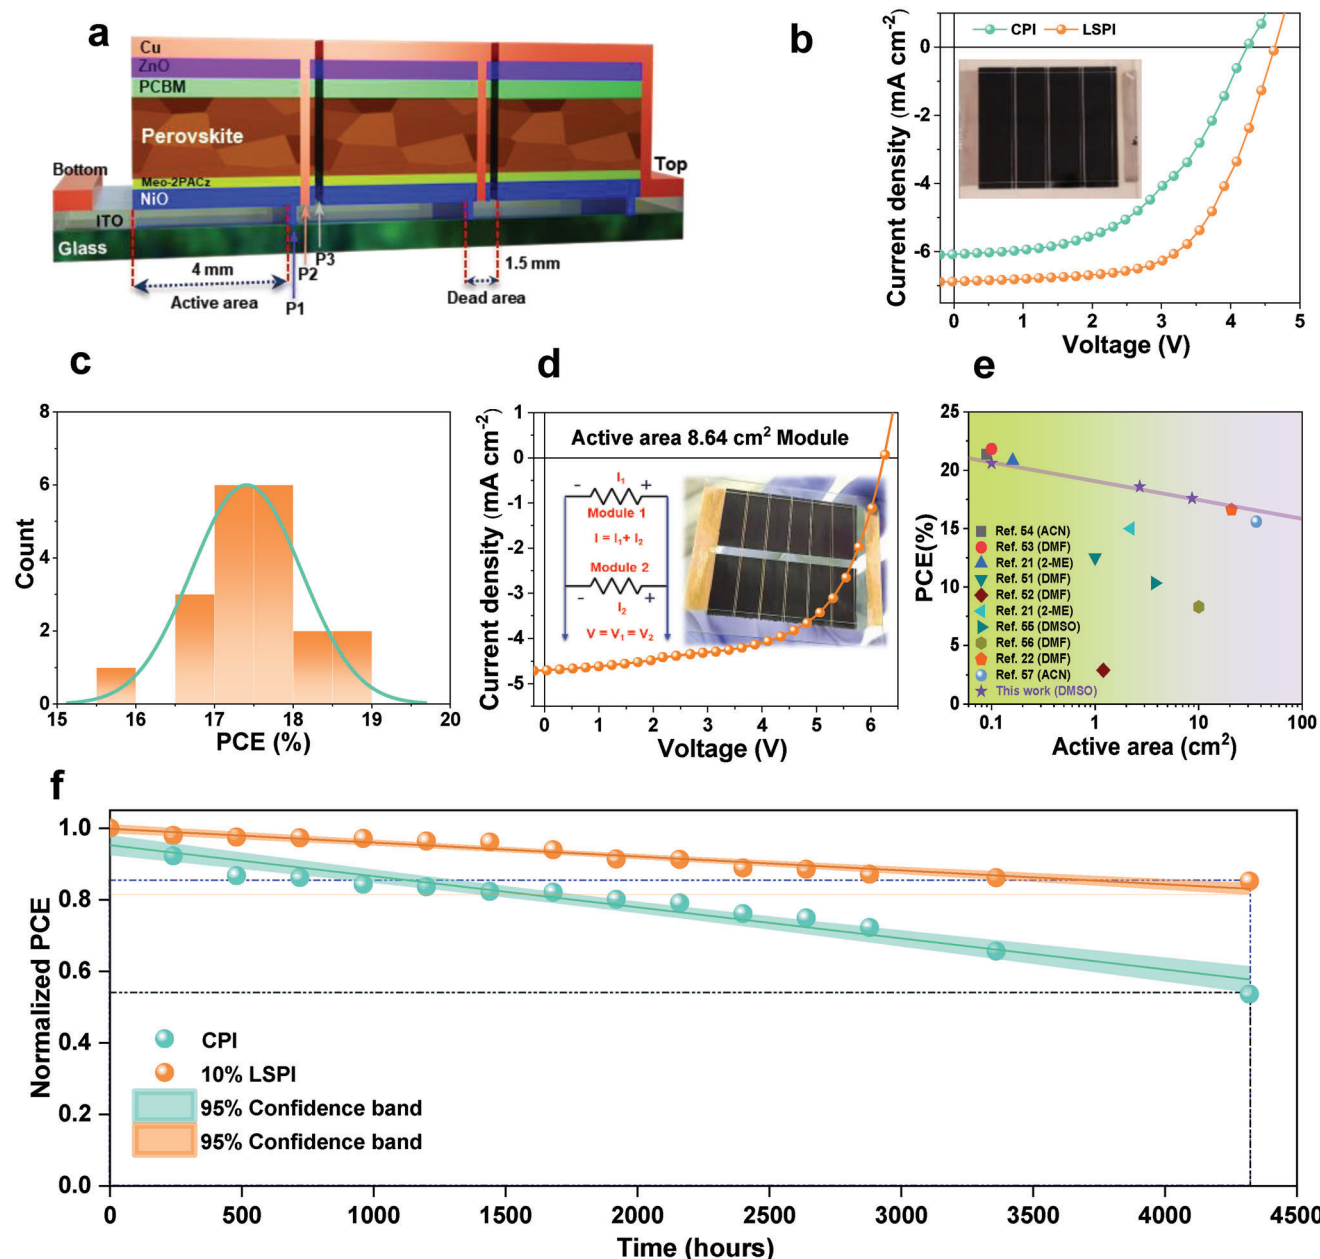 a
Cu
ZnO
PCBM
Perovskite
Meo-2PACz
NiO
Bottom
Top
ITO
Glass
4 mm
Active area
P1
P2
P3
1.5 mm
Dead area
b
CPI
LSPI
Current density (mA cm-2)
0
-2
-4
-6
0
1
2
3
4
5
Voltage (V)
c
8
6
4
2
0
Count
15
16
17
18
19
20
PCE (%)
d
1
0
-1
-2
-3
-4
-5
Current density (mA cm-2)
Active area 8.64 cm2 Module
I1
-
+
Module 1
I = I1+ I2
Module 2
-
+
I2
V = V1 = V2
0
1
2
3
4
5
6
Voltage (V)
e
25
20
15
10
5
0
PCE(%)
Ref. 54 (ACN)
Ref. 53 (DMF)
Ref. 21 (2-ME)
Ref. 51 (DMF)
Ref. 52 (DMF)
Ref. 21 (2-ME)
Ref. 55 (DMSO)
Ref. 56 (DMF)
Ref. 22 (DMF)
Ref. 57 (ACN)
This work (DMSO)
0.1
1
10
100
Active area (cm2)
f
1.0
0.8
0.6
0.4
0.2
0.0
Normalized PCE
CPI
10% LSPI
95% Confidence band
95% Confidence band
0
500
1000
1500
2000
2500
3000
3500
4000
4500
Time (hours)